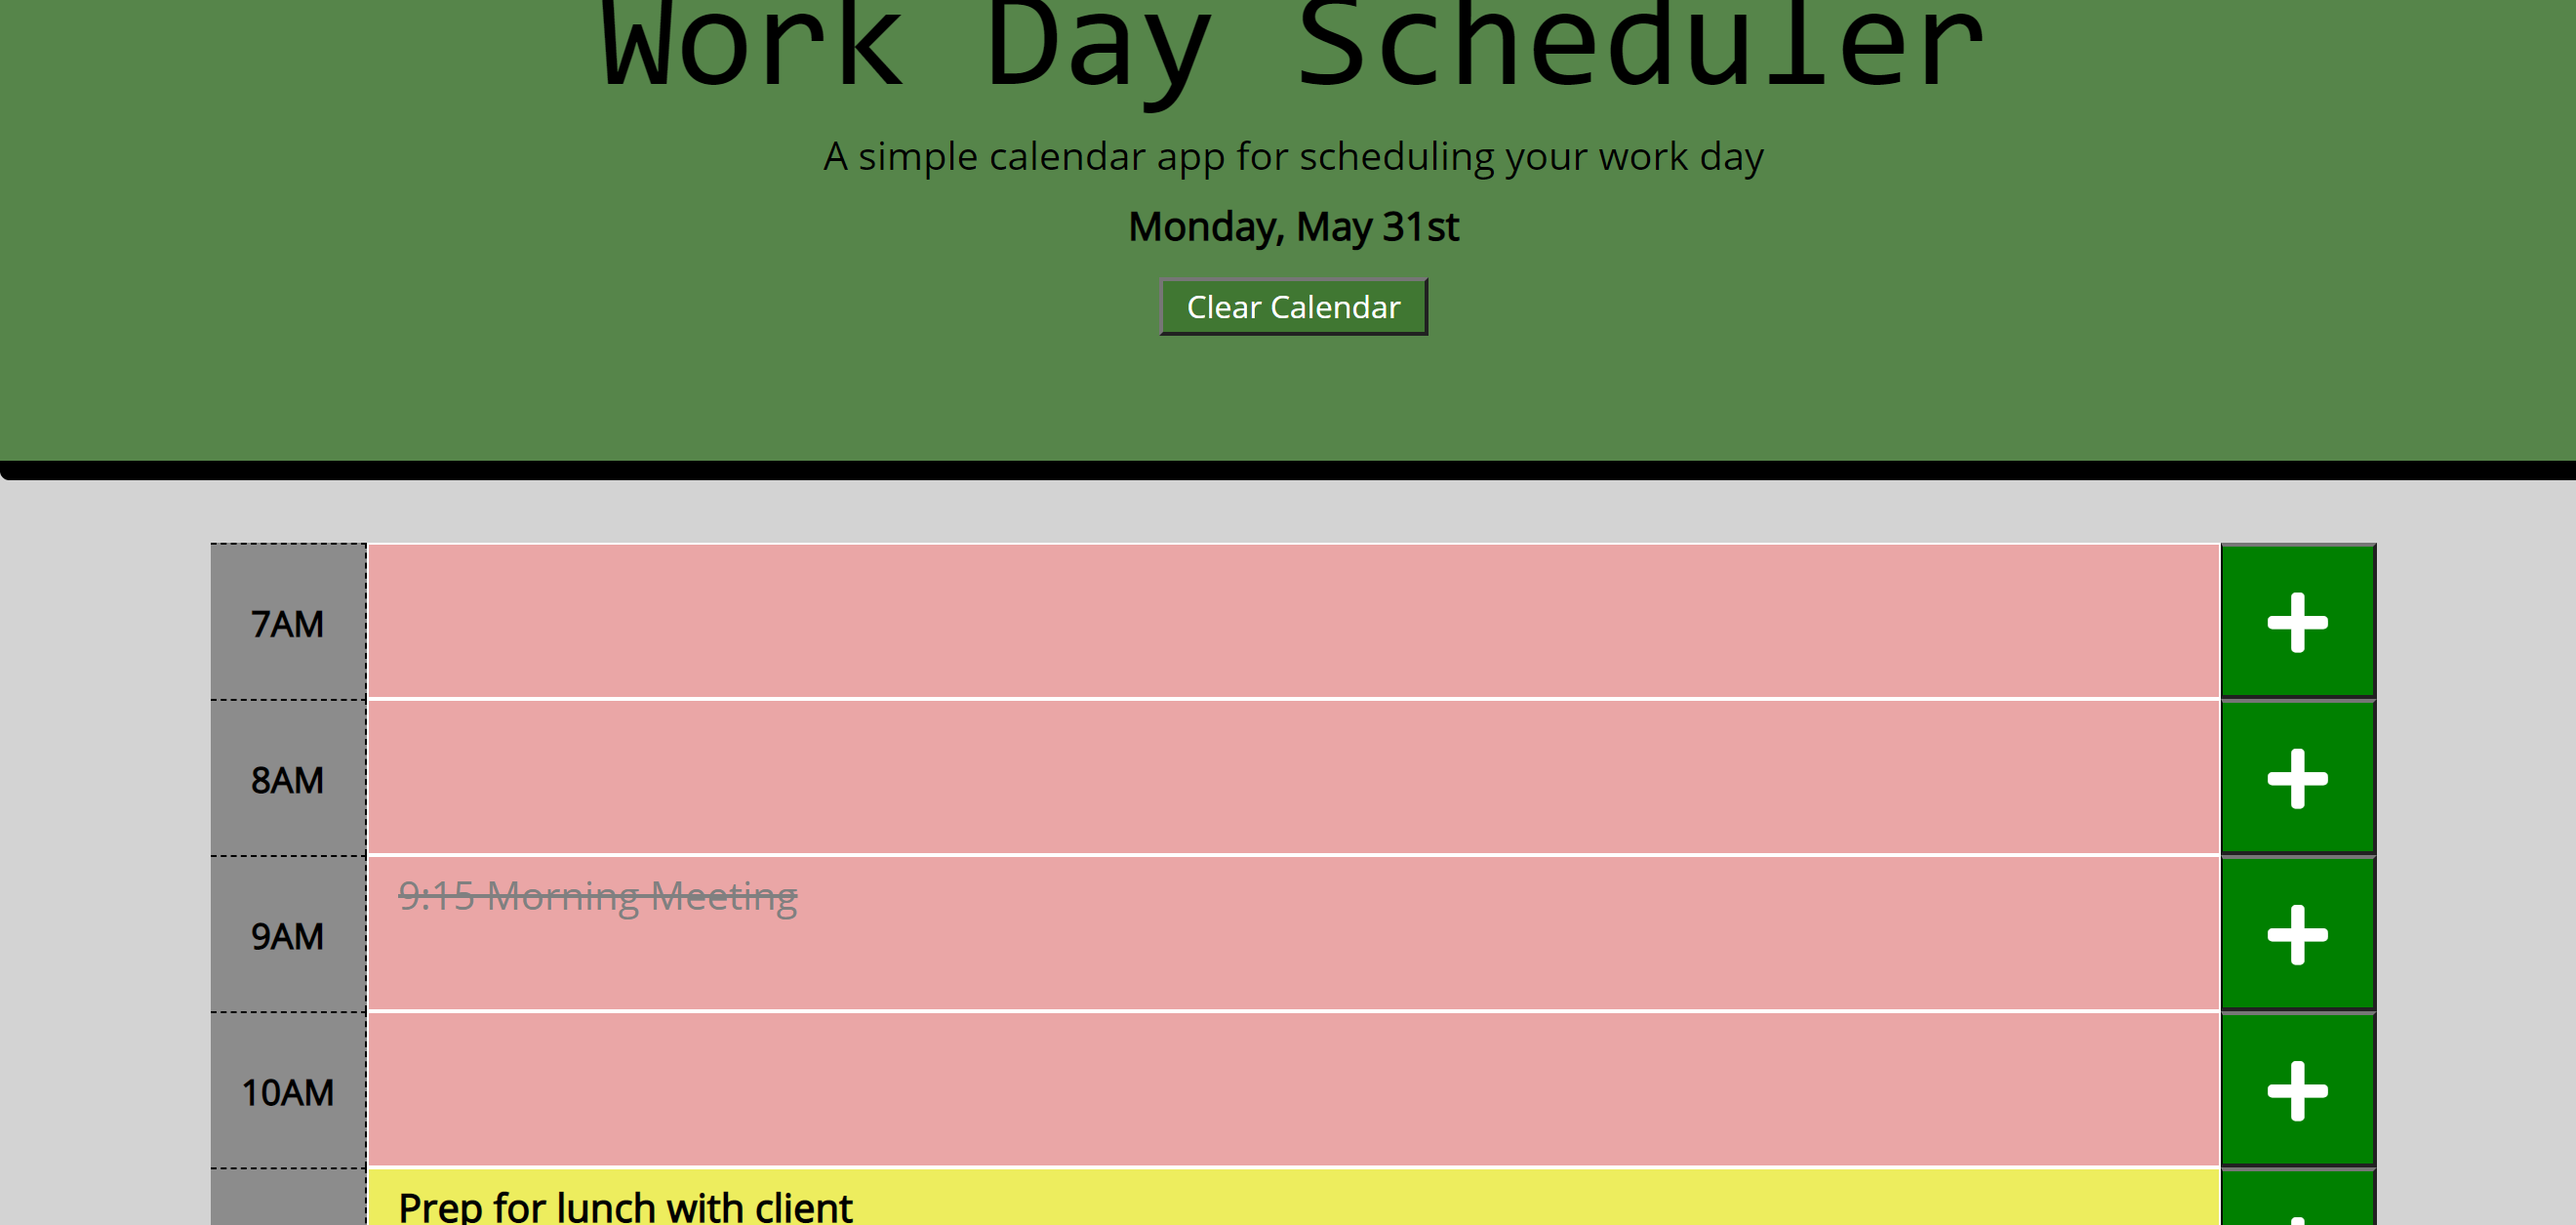 Work Day Scheduler
A simple calendar app for scheduling your work day
Monday, May 31st
Clear Calendar
7AM
8AM
9:15 Morning Meeting
9AM
10AM
Prep for lunch with client